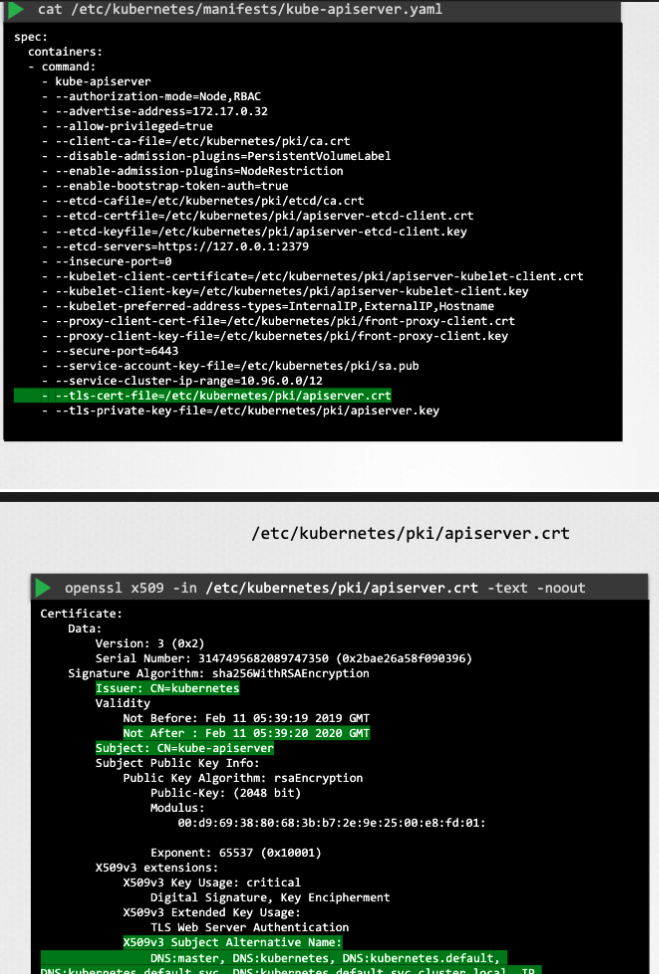 cat /etc/kubernetes/manifests/kube-apiserver.yaml
spec:
  containers:
  - command:
    - kube-apiserver
    - --authorization-mode=Node,RBAC
    - --advertise-address=172.17.0.32
    - --allow-privileged=true
    - --client-ca-file=/etc/kubernetes/pki/ca.crt
    - --disable-admission-plugins=PersistentVolumeLabel
    - --enable-admission-plugins=NodeRestriction
    - --enable-bootstrap-token-auth=true
    - --etcd-cafile=/etc/kubernetes/pki/etcd/ca.crt
    - --etcd-certfile=/etc/kubernetes/pki/apiserver-etcd-client.crt
    - --etcd-keyfile=/etc/kubernetes/pki/apiserver-etcd-client.key
    - --etcd-servers=https://127.0.0.1:2379
    - --insecure-port=0
    - --kubelet-client-certificate=/etc/kubernetes/pki/apiserver-kubelet-client.crt
    - --kubelet-client-key=/etc/kubernetes/pki/apiserver-kubelet-client.key
    - --kubelet-preferred-address-types=InternalIP,ExternalIP,Hostname
    - --proxy-client-cert-file=/etc/kubernetes/pki/front-proxy-client.crt
    - --proxy-client-key-file=/etc/kubernetes/pki/front-proxy-client.key
    - --secure-port=6443
    - --service-account-key-file=/etc/kubernetes/pki/sa.pub
    - --service-cluster-ip-range=10.96.0.0/12
    - --tls-cert-file=/etc/kubernetes/pki/apiserver.crt
    - --tls-private-key-file=/etc/kubernetes/pki/apiserver.key
/etc/kubernetes/pki/apiserver.crt
openssl x509 -in /etc/kubernetes/pki/apiserver.crt -text -noout
Certificate:
    Data:
        Version: 3 (0x2)
        Serial Number: 3147495682089747350 (0x2bae26a58f090396)
    Signature Algorithm: sha256WithRSAEncryption
        Issuer: CN=kubernetes
        Validity
            Not Before: Feb 11 05:39:19 2019 GMT
            Not After : Feb 11 05:39:20 2020 GMT
        Subject: CN=kube-apiserver
        Subject Public Key Info:
            Public Key Algorithm: rsaEncryption
                Public-Key: (2048 bit)
                Modulus:
                    00:d9:69:38:80:68:3b:b7:2e:9e:25:00:e8:fd:01:
                Exponent: 65537 (0x10001)
        X509v3 extensions:
            X509v3 Key Usage: critical
                Digital Signature, Key Encipherment
            X509v3 Extended Key Usage:
                TLS Web Server Authentication
            X509v3 Subject Alternative Name:
                DNS:master, DNS:kubernetes, DNS:kubernetes.default,
DNS:kubernetes.default.svc, DNS:kubernetes.default.svc.cluster.local, IP